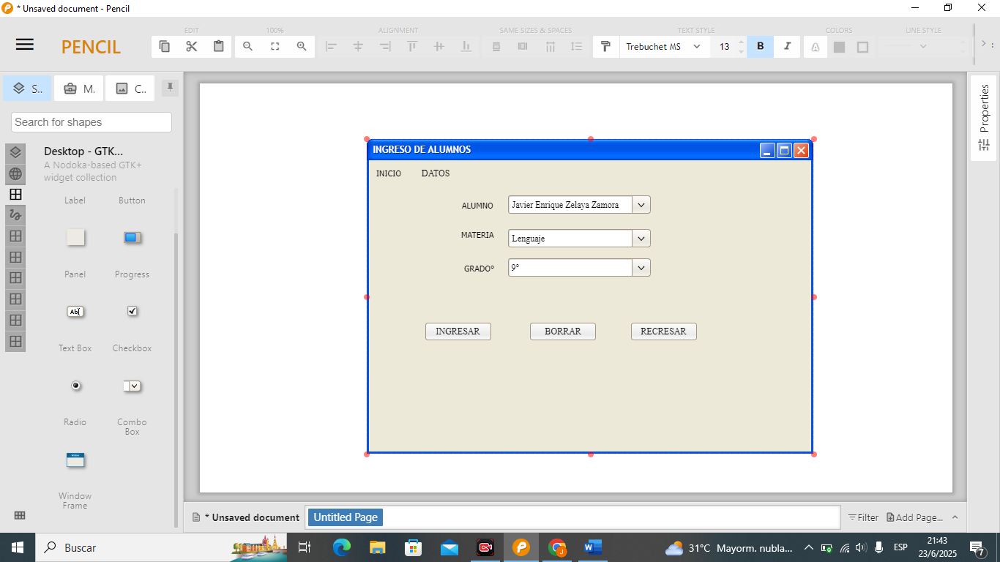 * Unsaved document - Pencil
EDIT 100% ALIGNMENT SAME SIZES & SPACES TEXT STYLE COLORS LINE STYLE
PENCIL
Trebuchet MS 13 B I A
S.. M. C..
Search for shapes
Desktop - GTK...
A Nodoka-based GTK+
widget collection
Label Button
Panel Progress
Ab
Text Box Checkbox
Radio Combo
Box
Window
Frame
INGRESO DE ALUMNOS
INICIO DATOS
ALUMNO Javier Enrique Zelaya Zamora
MATERIA Lenguaje
GRADO° 9°
INGRESAR BORRAR RECRESAR
Properties
* Unsaved document Untitled Page Filter Add Page...
Buscar
31°C Mayorm. nubla... ESP
21:43
23/6/2025
7